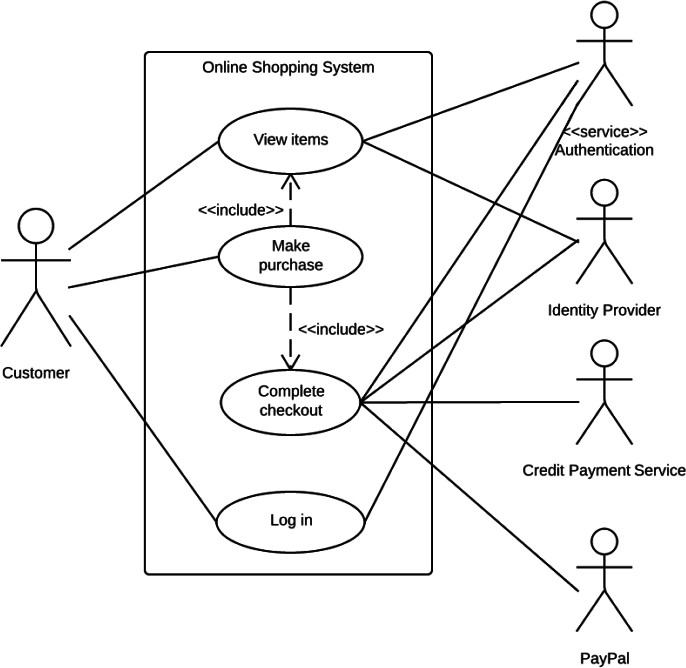 Online Shopping System
View items
<<service>>
Authentication
<<include>>
Make
purchase
Identity Provider
<<include>>
Customer
Complete
checkout
Credit Payment Service
Log in
PayPal